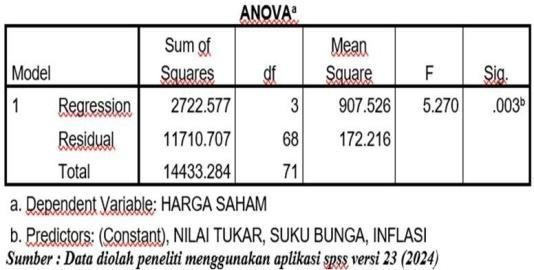 ANOVAa
Model Sum of Squares df Mean Square F Sig.
1 Regression 2722.577 3 907.526 5.270 .003b
Residual 11710.707 68 172.216
Total 14433.284 71
a. Dependent Variable: HARGA SAHAM
b. Predictors: (Constant), NILAI TUKAR, SUKU BUNGA, INFLASI
Sumber : Data diolah peneliti menggunakan aplikasi spss versi 23 (2024)